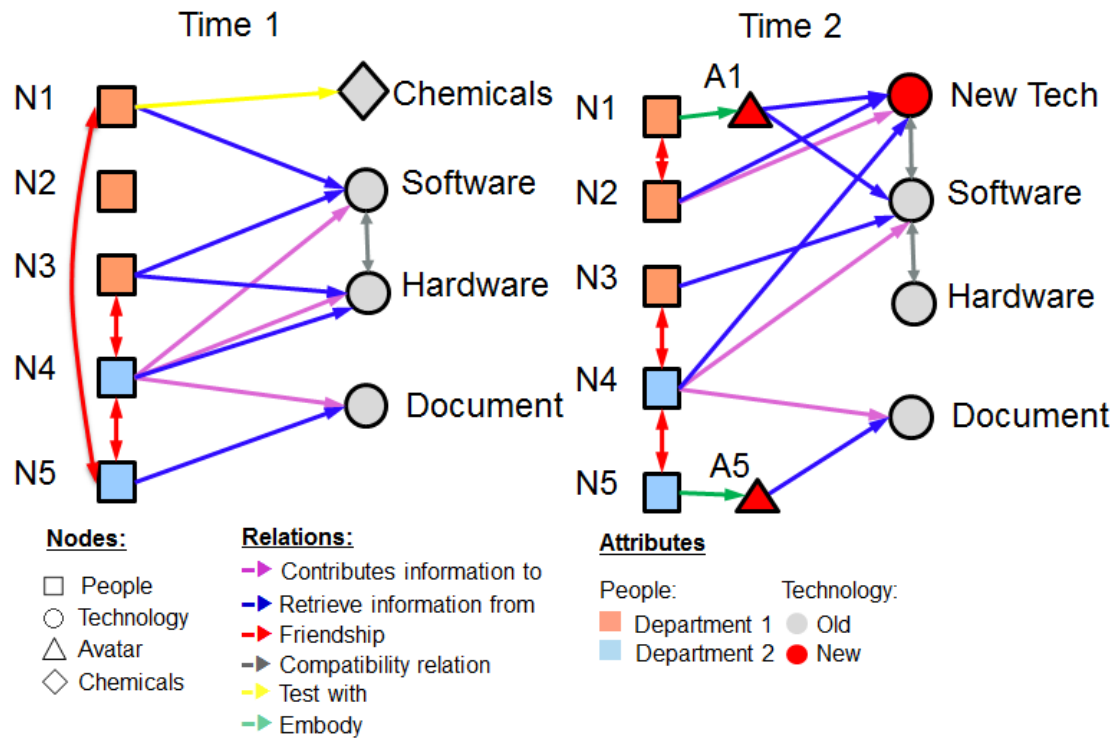 Time 1
N1
Chemicals
N2
Software
N3
Hardware
N4
Document
N5
Time 2
A1
N1
New Tech
N2
Software
N3
Hardware
N4
Document
A5
N5
Nodes:
People
Technology
Avatar
Chemicals
Relations:
Contributes information to
Retrieve information from
Friendship
Compatibility relation
Test with
Embody
Attributes
People:
Department 1
Department 2
Technology:
Old
New